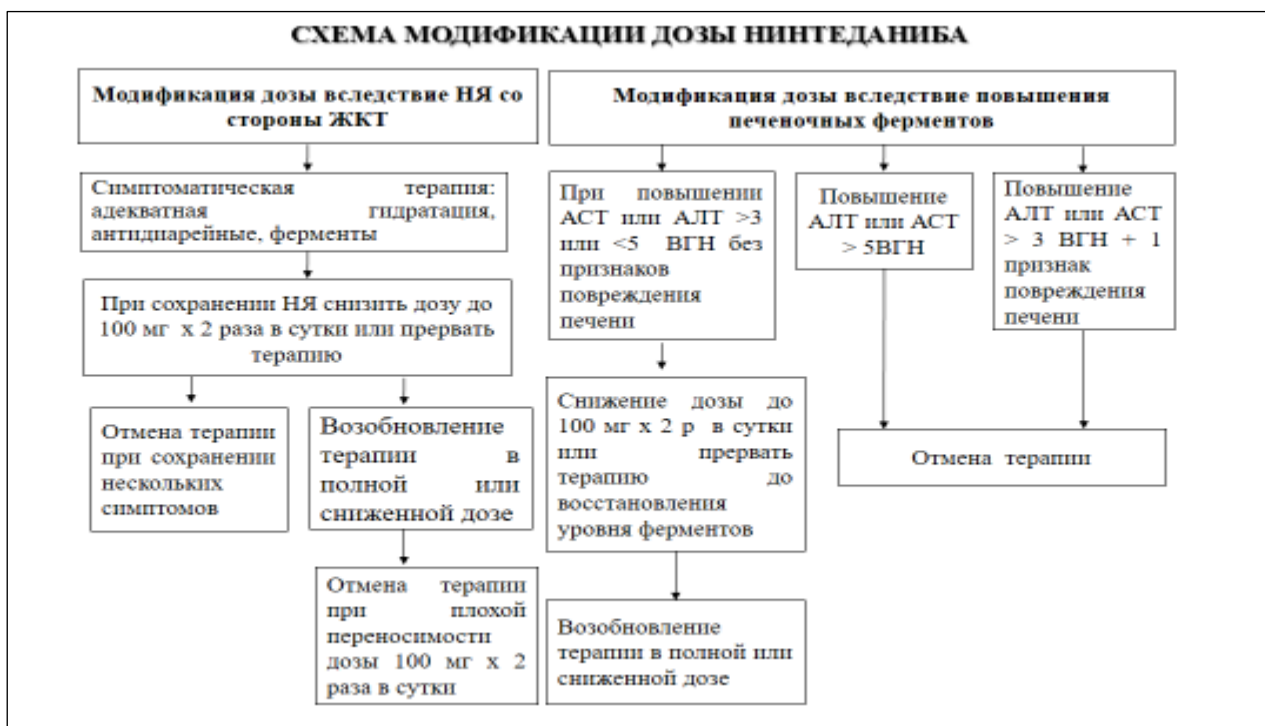 СХЕМА МОДИФИКАЦИИ ДОЗЫ НИНТЕДАНИБА
Модификация дозы вследствие НЯ со
стороны ЖКТ
Симптоматическая терапия:
адекватная гидратация,
антидиарейные, ферменты
При сохранении НЯ снизить дозу до
100 мг х 2 раза в сутки или прервать
терапию
Отмена терапии
при сохранении
нескольких
симптомов
Возобновление
терапии в
полной или
сниженной дозе
Отмена терапии
при плохой
переносимости
дозы 100 мг х 2
раза в сутки
Модификация дозы вследствие повышения
печеночных ферментов
При повышении
АСТ или АЛТ >3
или <5 ВГН без
признаков
повреждения
печени
Снижение дозы до
100 мг х 2 р в сутки
или прервать
терапию до
восстановления
уровня ферментов
Возобновление
терапии в полной или
сниженной дозе
Повышение
АЛТ или АСТ
> 5ВГН
Повышение
АЛТ или АСТ
> 3 ВГН + 1
признак
повреждения
печени
Отмена терапии